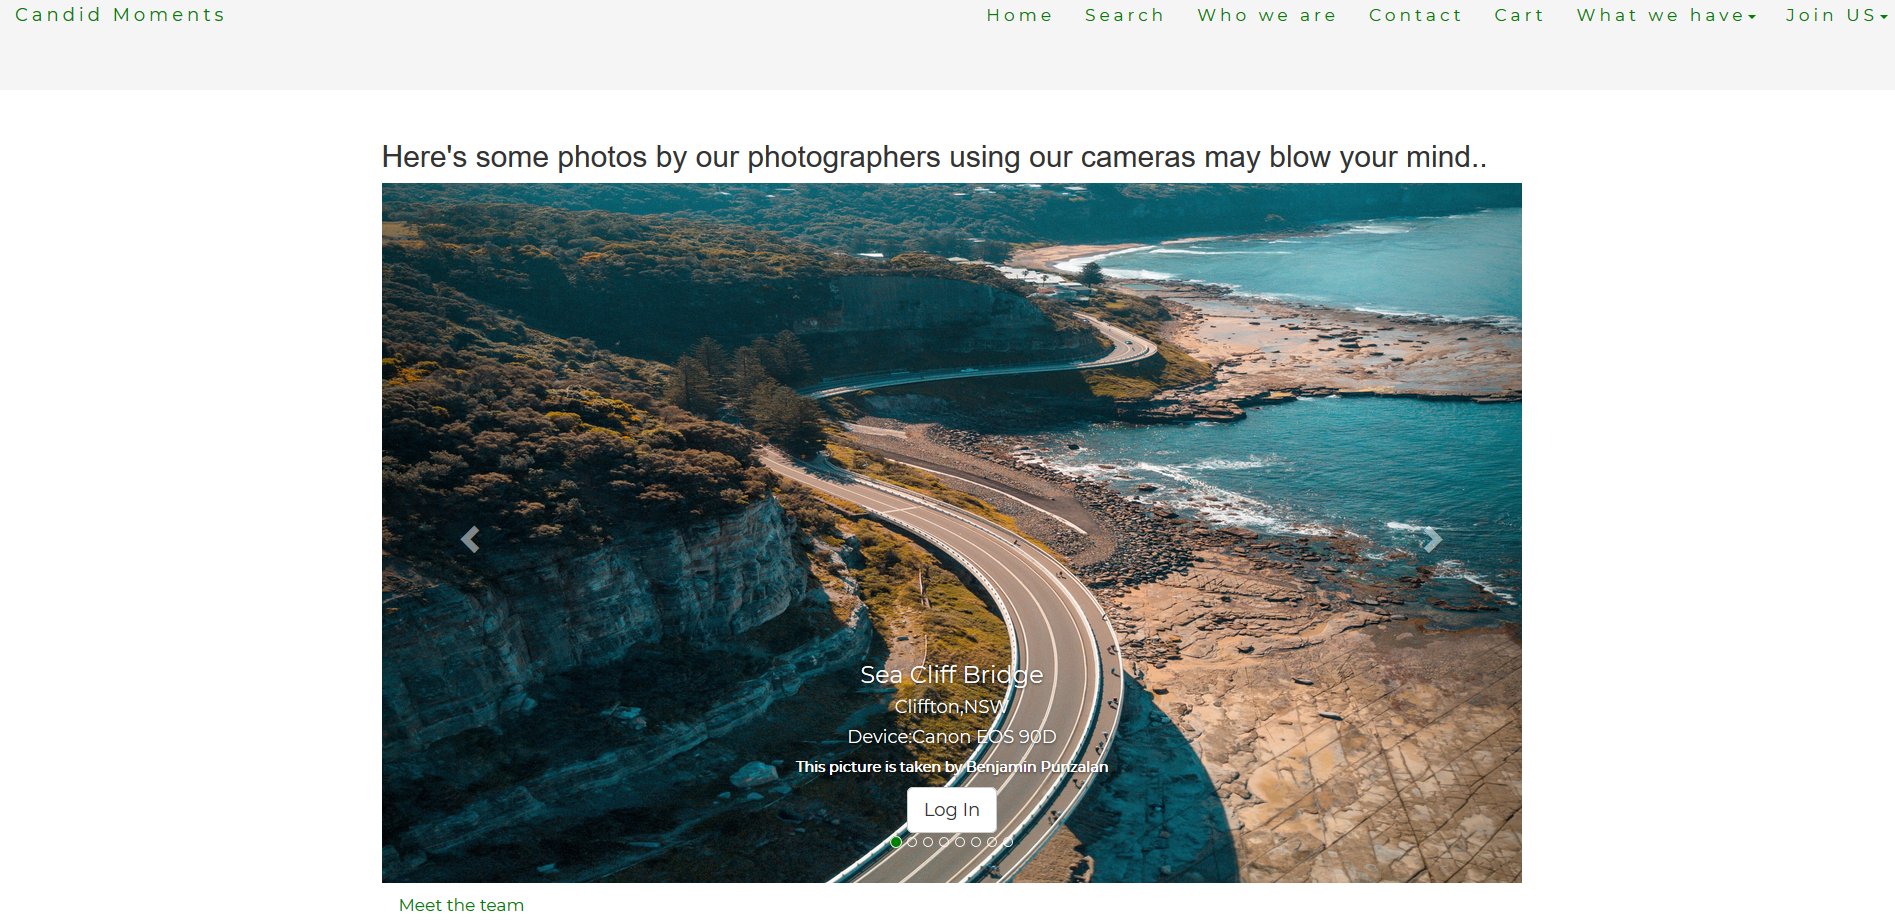 Candid Moments
Home Search Who we are Contact Cart What we have Join US
Here's some photos by our photographers using our cameras may blow your mind..
Sea Cliff Bridge
Cliffton,NSW
Device:Canon EOS 90D
This picture is taken by Benjamin Punzalan
Log In
Meet the team